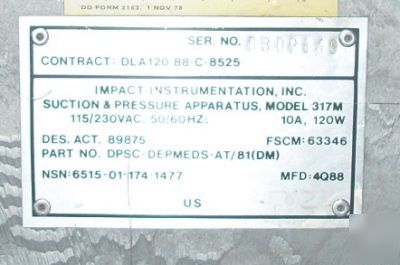 DD FORM 2163, 1 NOV 78
SER. NO.
CONTRACT: DLA120-88-C-8525
IMPACT INSTRUMENTATION, INC.
SUCTION & PRESSURE APPARATUS, MODEL 317M
115/230VAC, 50/60HZ; 10A, 120W
DES. ACT. 89875 FSCM: 63346
PART NO. DPSC-DEPMEDS-AT/81(DM)
NSN: 6515-01-174-1477 MFD: 4Q88
US